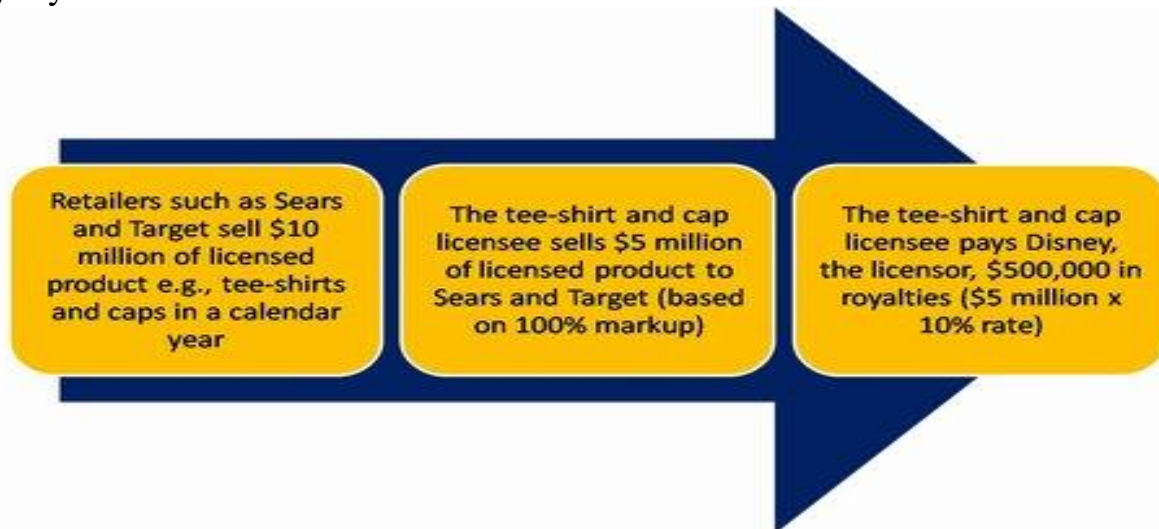 Retailers such as Sears
and Target sell $10
million of licensed
product e.g., tee-shirts
and caps in a calendar
year
The tee-shirt and cap
licensee sells $5 million
of licensed product to
Sears and Target (based
on 100% markup)
The tee-shirt and cap
licensee pays Disney,
the licensor, $500,000 in
royalties ($5 million x
10% rate)